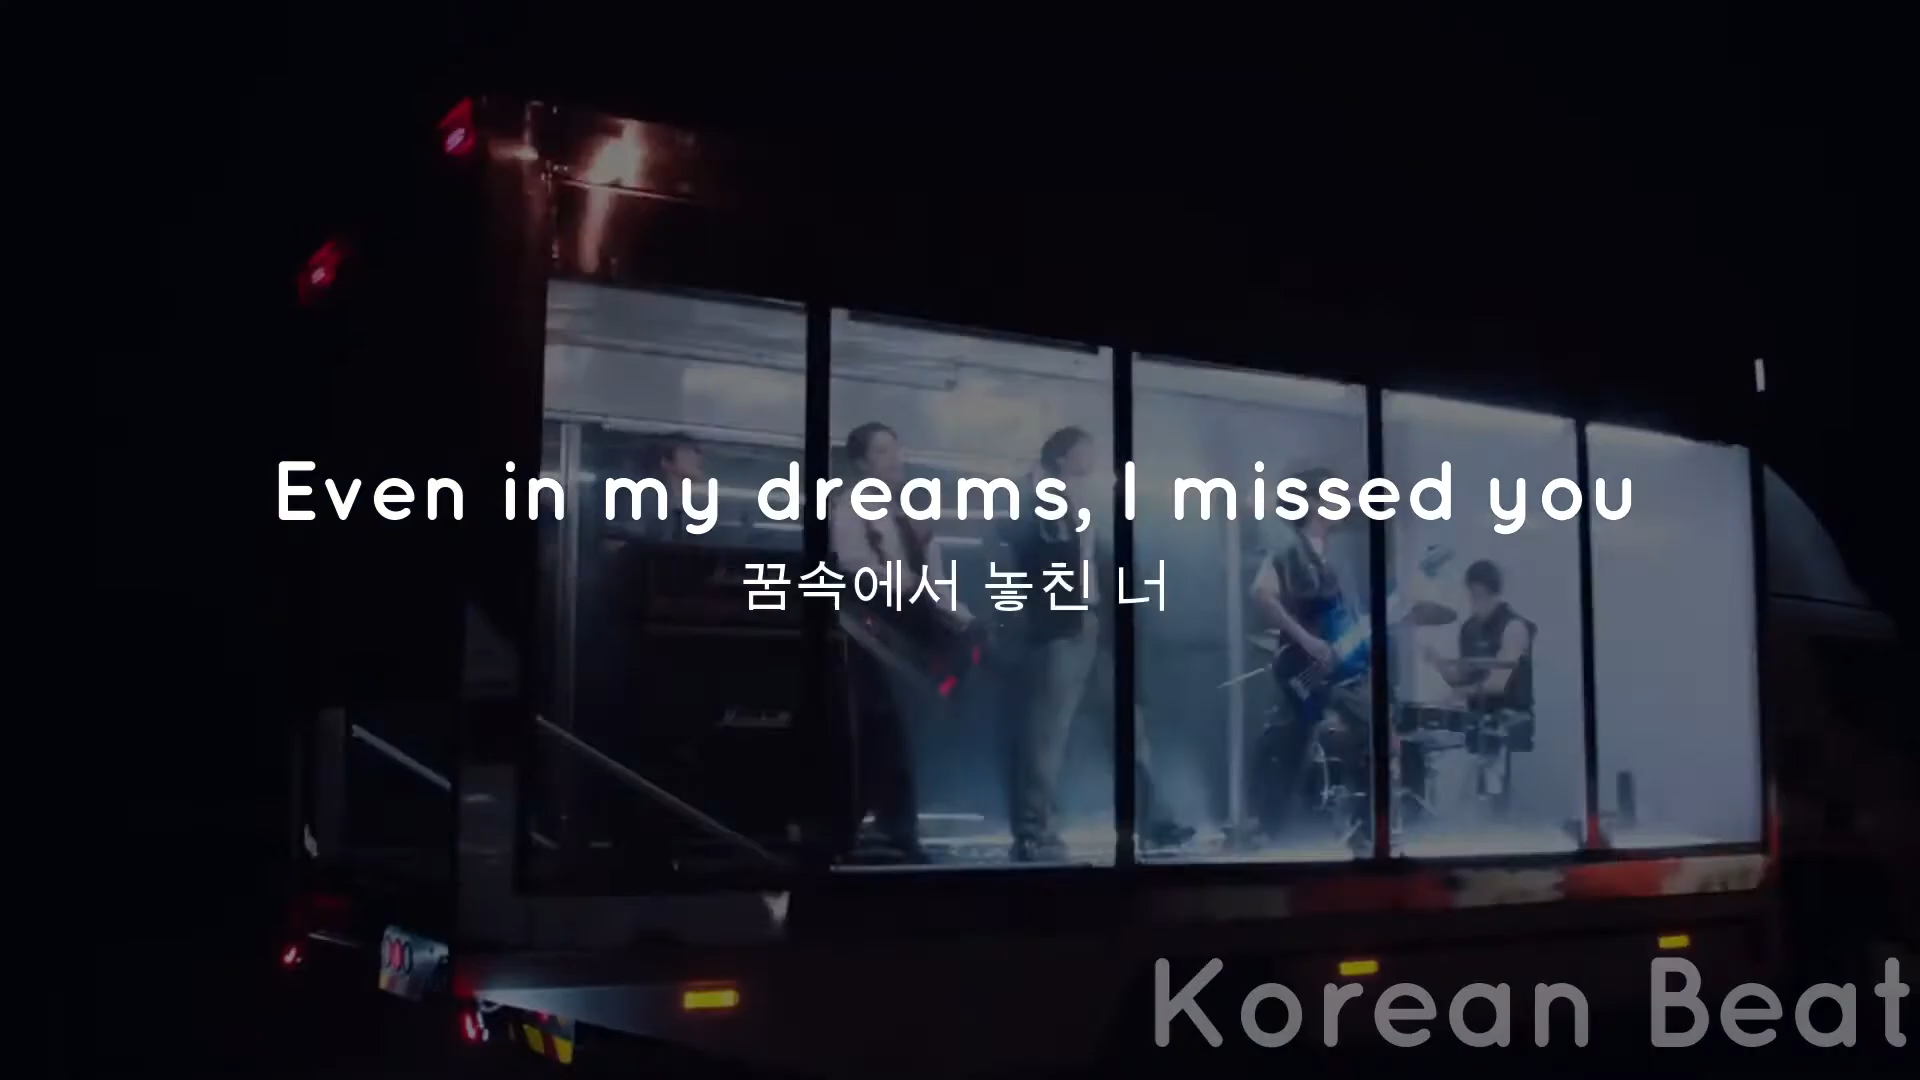 Even in my dreams, I missed you
꿈속에서 놓친 너
Korean Beat